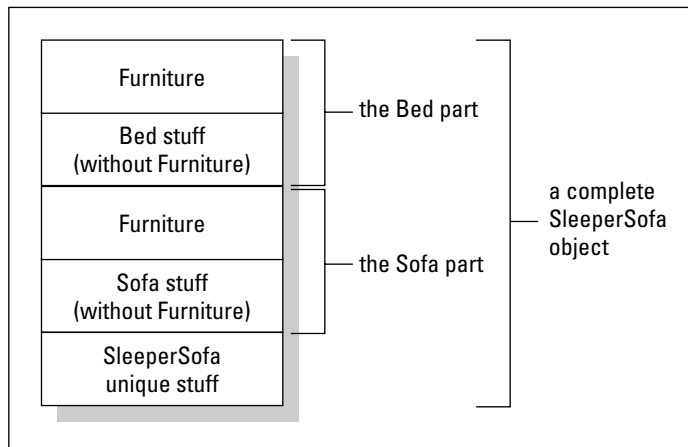 Furniture
Bed stuff
(without Furniture)
the Bed part
Furniture
Sofa stuff
(without Furniture)
the Sofa part
SleeperSofa
unique stuff
a complete
SleeperSofa
object